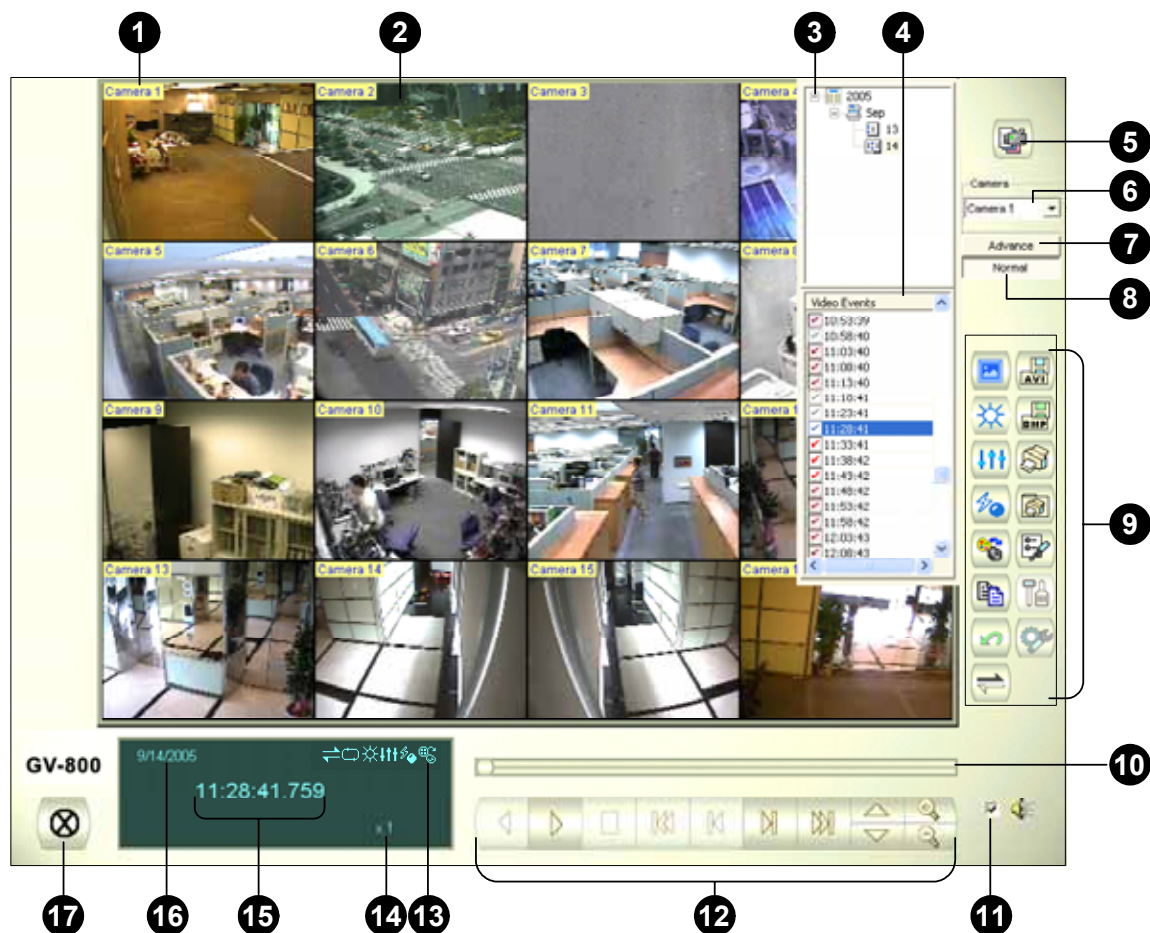 1
2
3
4
Camera 1
Camera 2
Camera 3
Camera 4
2005
Sep
13
14
5
Camera
Camera 1
6
Advance
7
Normal
8
Camera 5
Camera 6
Camera 7
Camera 8
Video Events
10:53:39
10:58:40
11:03:40
11:08:40
11:13:40
11:18:41
11:23:41
11:28:41
11:33:41
11:38:42
11:43:42
11:48:42
11:53:42
11:58:42
12:03:43
12:08:43
AVI
BMP
9
Camera 9
Camera 10
Camera 11
Camera 13
Camera 14
Camera 15
GV-800
9/14/2005
11:28:41.759
x 1
10
17
16
15
14
13
12
11